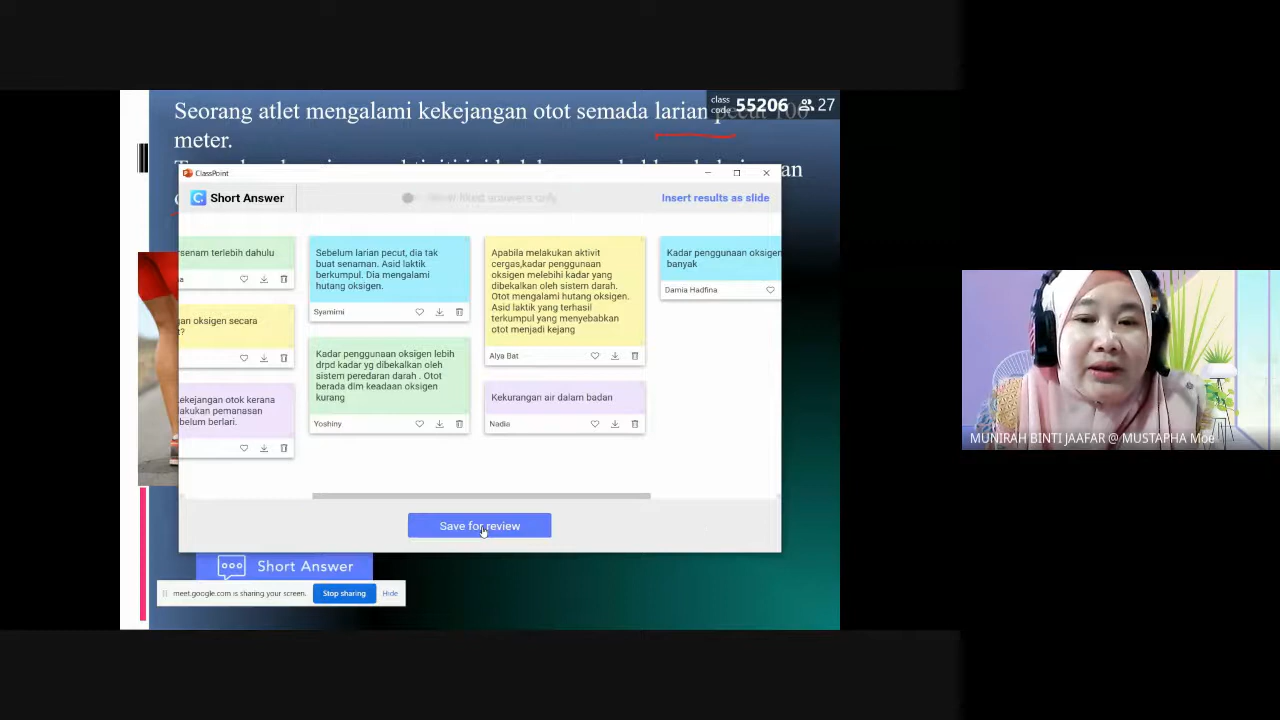 Seorang atlet mengalami kekejangan otot semada larian pecut 100
class code 55206 27
meter.
an
ClassPoint
Short Answer
Insert results as slide
rsenam terlebih dahulu
gan oksigen secara
t?
ekejangan otok kerana
lakukan pemanasan
belum berlari.
Sebelum larian pecut, dia tak
buat senaman. Asid laktik
berkumpul. Dia mengalami
hutang oksigen.
Syamimi
Kadar penggunaan oksigen lebih
drpd kadar yg dibekalkan oleh
sistem peredaran darah . Otot
berada dlm keadaan oksigen
kurang
Yoshiny
Apabila melakukan aktivit
cergas,kadar penggunaan
oksigen melebihi kadar yang
dibekalkan oleh sistem darah.
Otot mengalami hutang oksigen.
Asid laktik yang terhasil
terkumpul yang menyebabkan
otot menjadi kejang
Alya Bat
Kekurangan air dalam badan
Nadia
Kadar penggunaan oksigen
banyak
Damia Hadfina
Save for review
Short Answer
meet.google.com is sharing your screen.
Stop sharing
Hide
MUNIRAH BINTI JAAFAR @ MUSTAPHA Moe